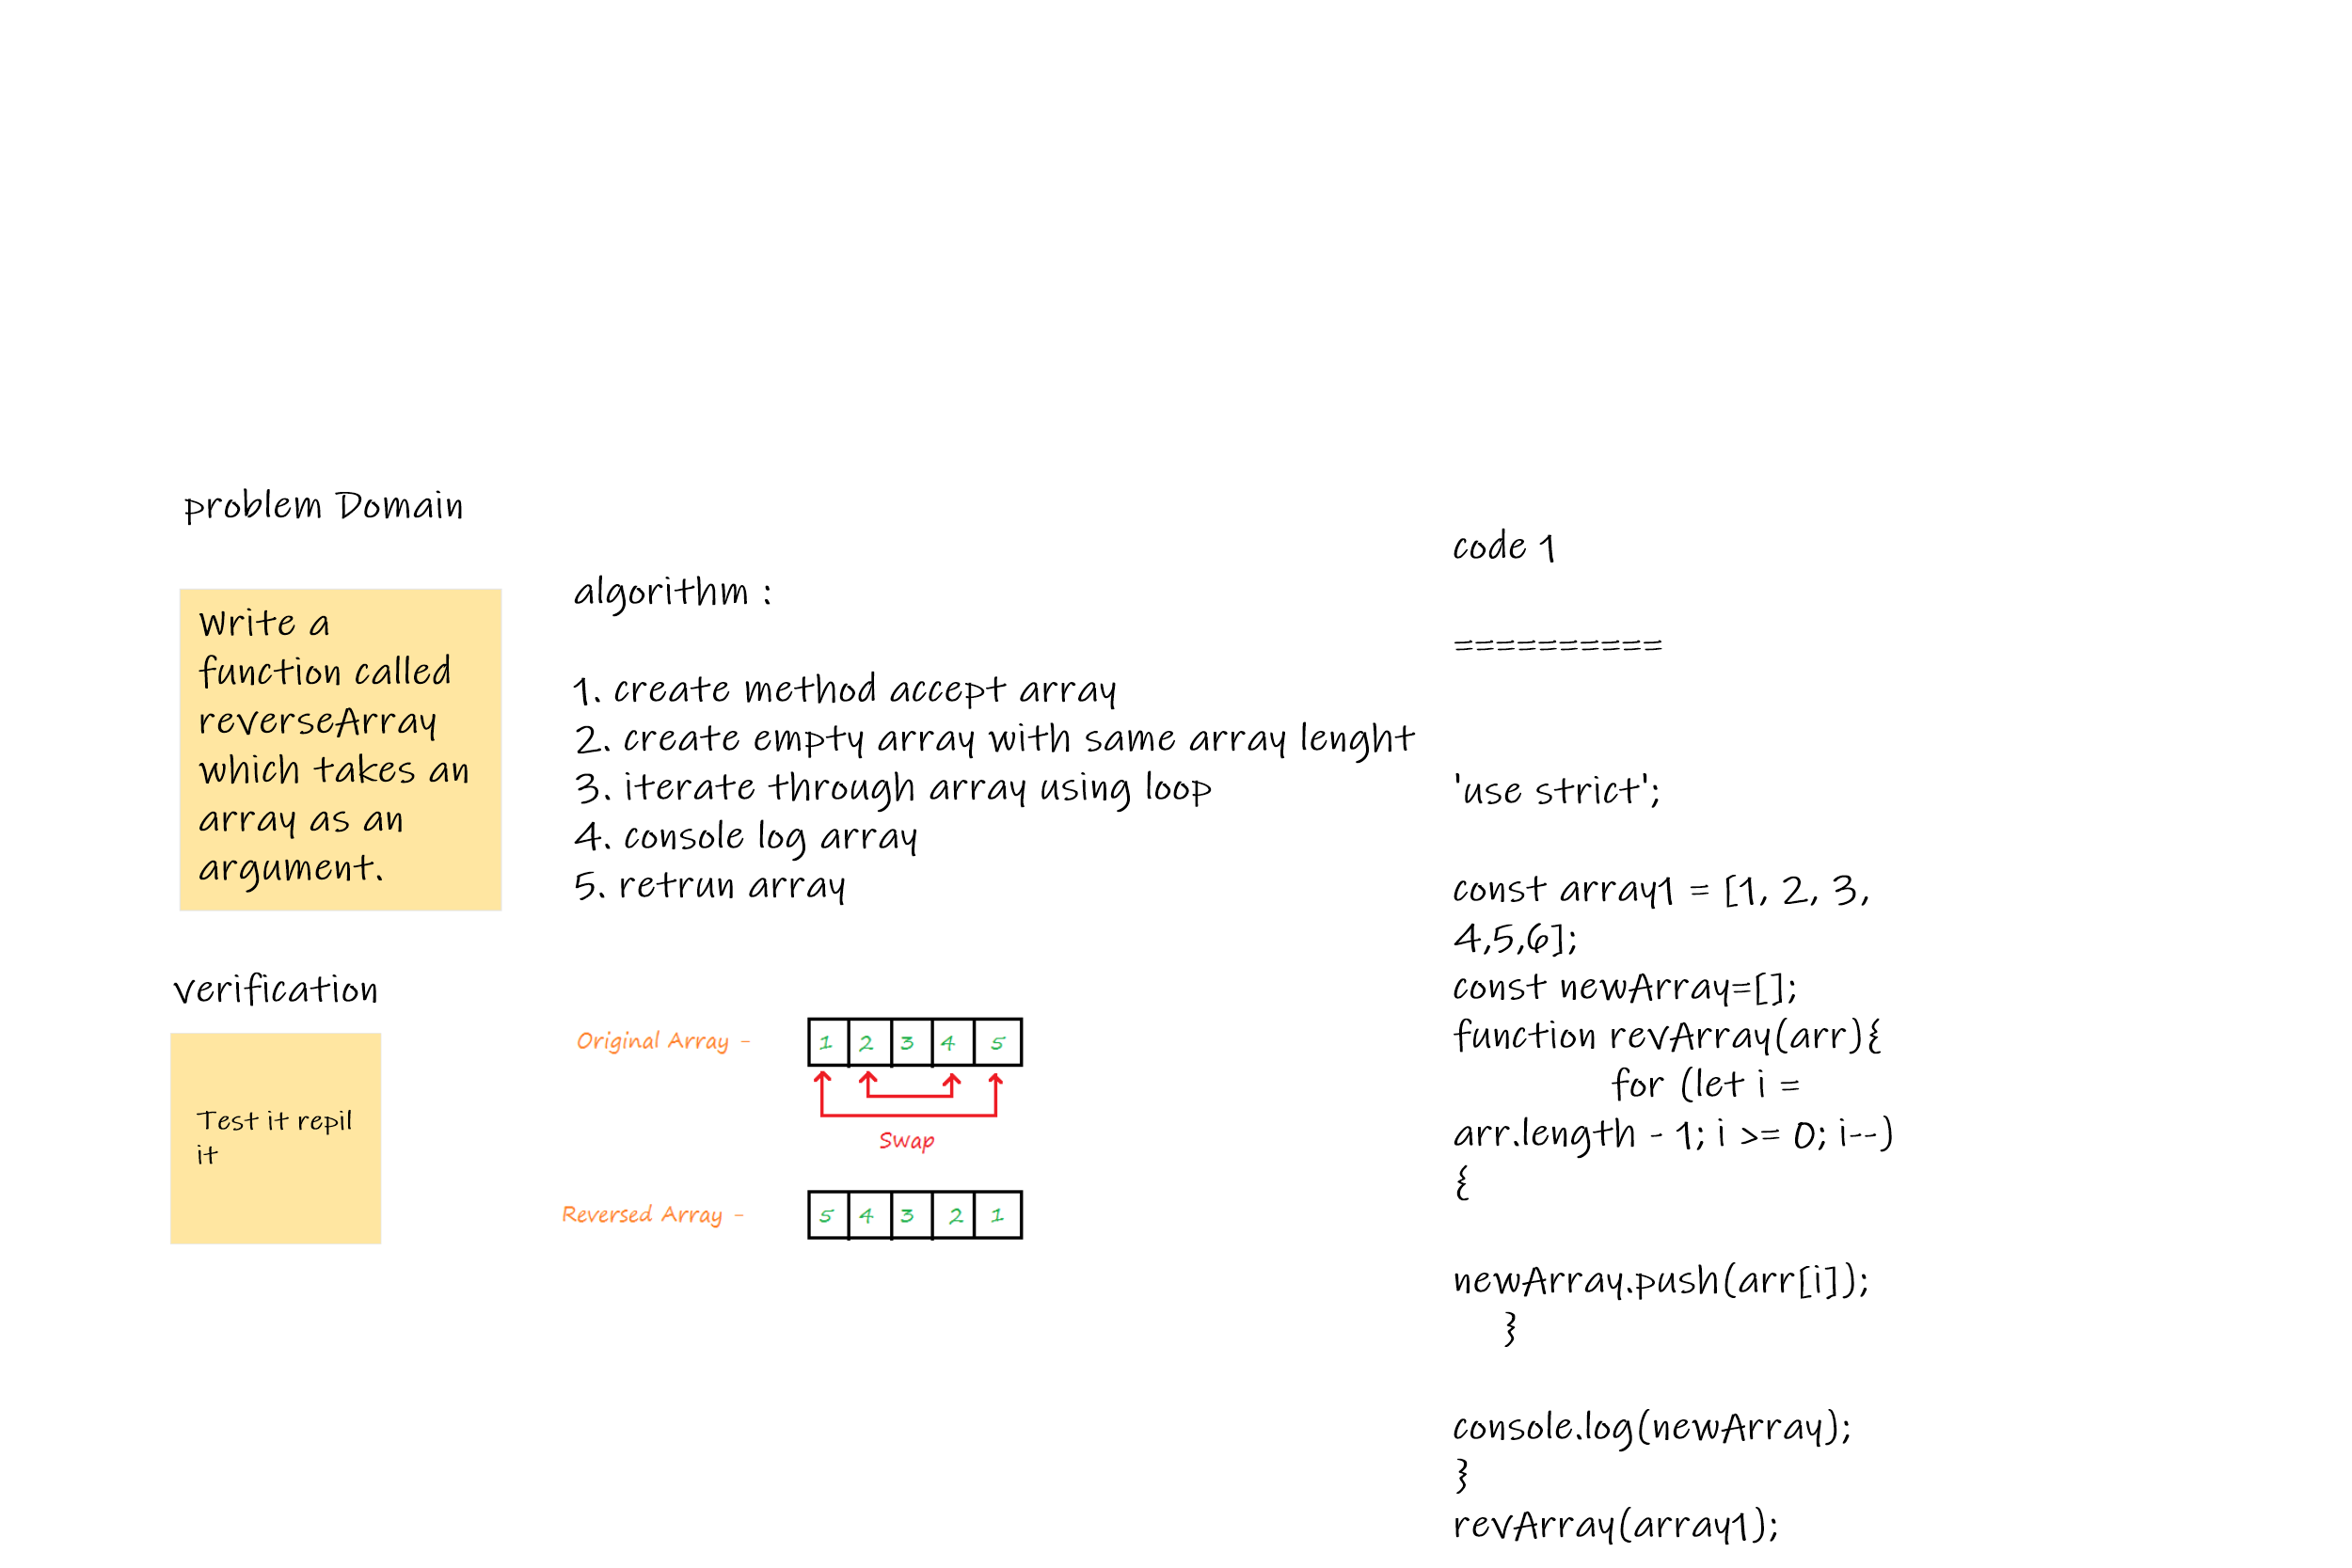 problem Domain
Write a
function called
reverseArray
which takes an
array as an
argument.
verification
Test it repil
it
algorithm :
1. create method accept array
2. create empty array with same array lenght
3. iterate through array using loop
4. console log array
5. retrun array
Original Array - 1 2 3 4 5
Swap
Reversed Array - 5 4 3 2 1
code 1
==========
'use strict';
const array1 = [1, 2, 3,
4,5,6];
const newArray=[];
function revArray(arr){
for (let i =
arr.length - 1; i >= 0; i--)
{
newArray.push(arr[i]);
}
console.log(newArray);
}
revArray(array1);